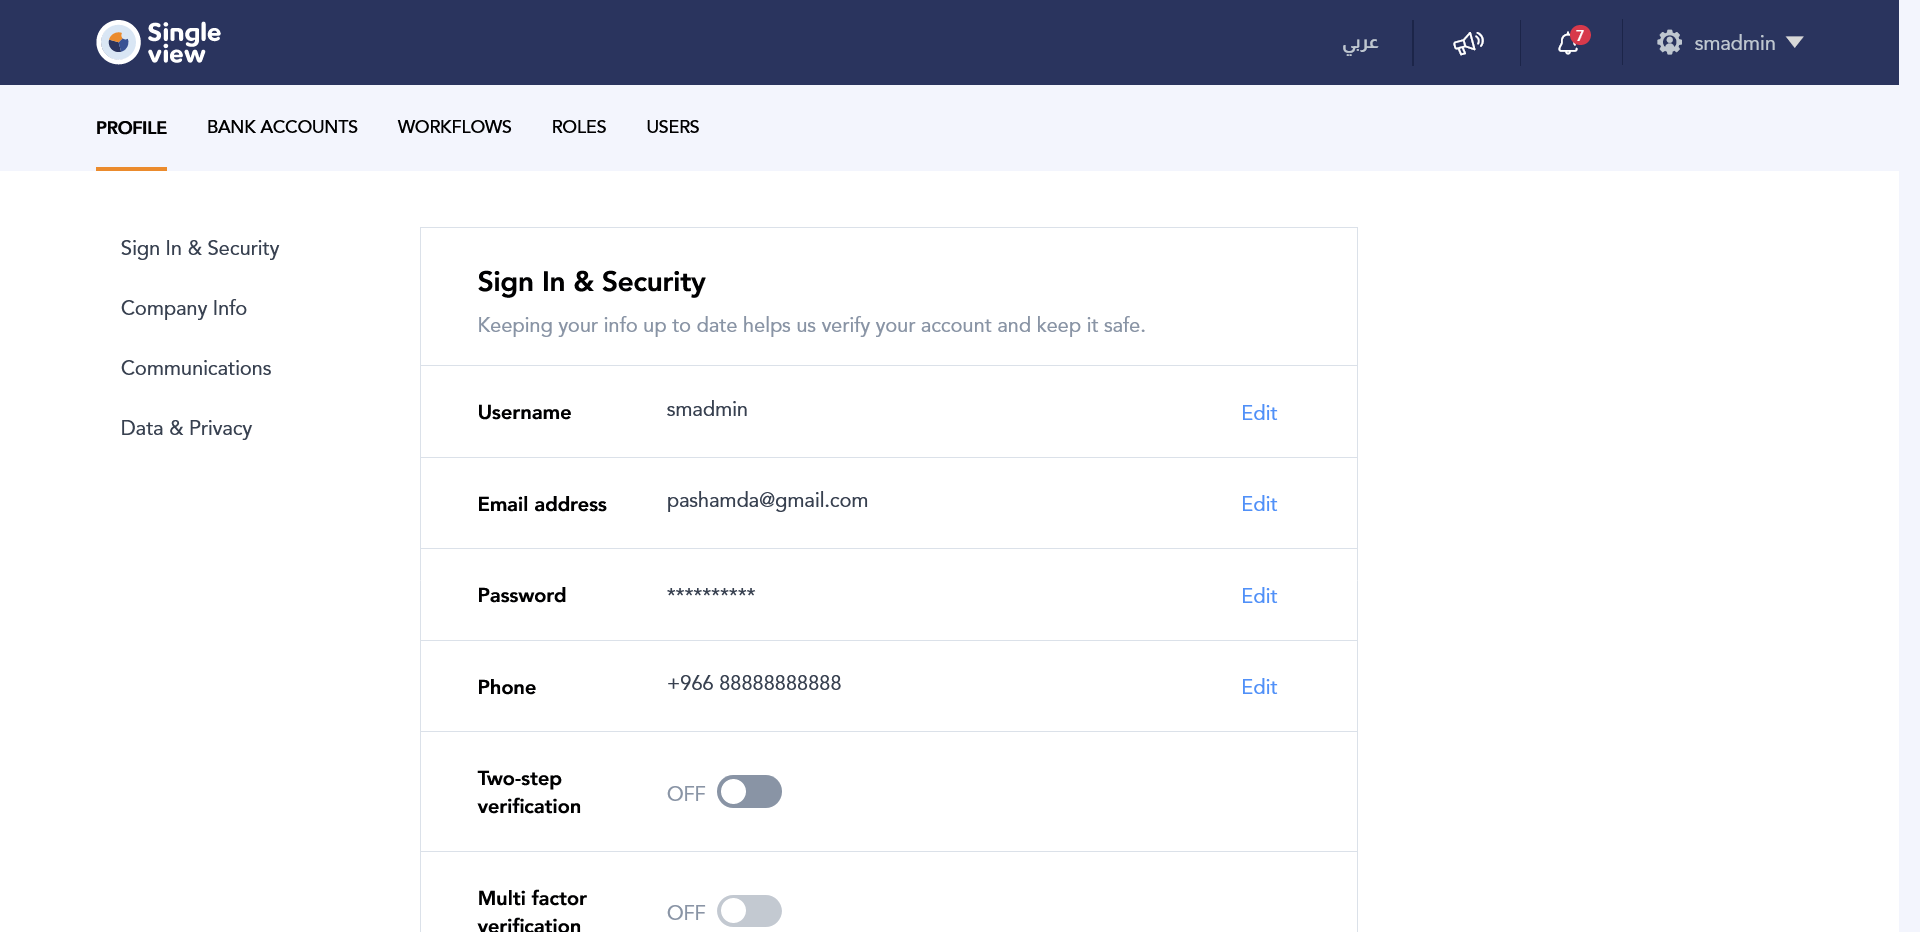 Single
view
عربي
7
smadmin
PROFILE
BANK ACCOUNTS
WORKFLOWS
ROLES
USERS
Sign In & Security
Company Info
Communications
Data & Privacy
Sign In & Security
Keeping your info up to date helps us verify your account and keep it safe.
Username
smadmin
Edit
Email address
pashamda@gmail.com
Edit
Password
**********
Edit
Phone
+966 88888888888
Edit
Two-step
verification
OFF
Multi factor
verification
OFF